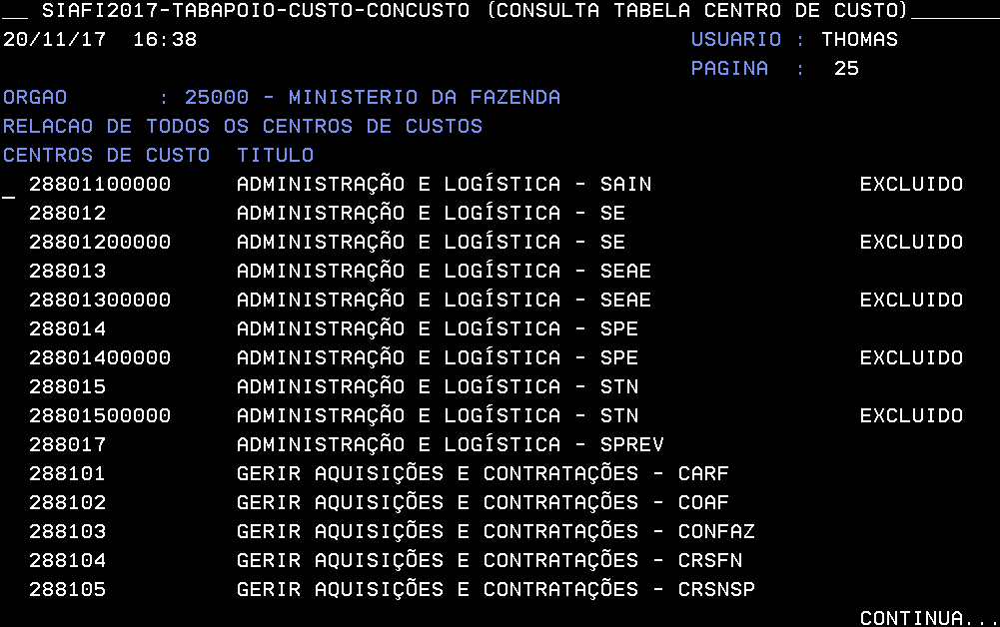 __ SIAFI2017-TABAPOIO-CUSTO-CONCUSTO (CONSULTA TABELA CENTRO DE CUSTO)_______
20/11/17  16:38                                      USUARIO : THOMAS
                                                     PAGINA  :  25
ORGAO       : 25000 - MINISTERIO DA FAZENDA
RELACAO DE TODOS OS CENTROS DE CUSTOS
CENTROS DE CUSTO  TITULO
_ 28801100000     ADMINISTRAÇÃO E LOGÍSTICA - SAIN                EXCLUIDO
  288012          ADMINISTRAÇÃO E LOGÍSTICA - SE
  28801200000     ADMINISTRAÇÃO E LOGÍSTICA - SE                  EXCLUIDO
  288013          ADMINISTRAÇÃO E LOGÍSTICA - SEAE
  28801300000     ADMINISTRAÇÃO E LOGÍSTICA - SEAE                EXCLUIDO
  288014          ADMINISTRAÇÃO E LOGÍSTICA - SPE
  28801400000     ADMINISTRAÇÃO E LOGÍSTICA - SPE                 EXCLUIDO
  288015          ADMINISTRAÇÃO E LOGÍSTICA - STN
  28801500000     ADMINISTRAÇÃO E LOGÍSTICA - STN                 EXCLUIDO
  288017          ADMINISTRAÇÃO E LOGÍSTICA - SPREV
  288101          GERIR AQUISIÇÕES E CONTRATAÇÕES - CARF
  288102          GERIR AQUISIÇÕES E CONTRATAÇÕES - COAF
  288103          GERIR AQUISIÇÕES E CONTRATAÇÕES - CONFAZ
  288104          GERIR AQUISIÇÕES E CONTRATAÇÕES - CRSFN
  288105          GERIR AQUISIÇÕES E CONTRATAÇÕES - CRSNSP
                                                                  CONTINUA...